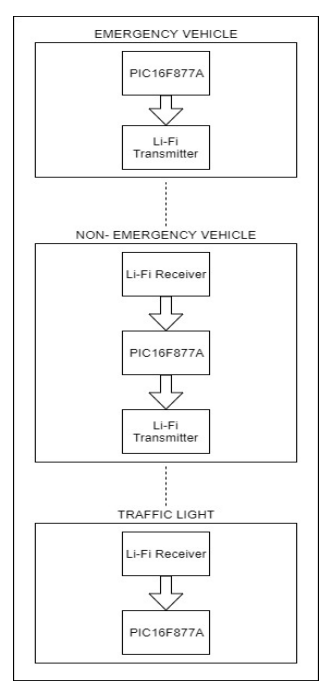 EMERGENCY VEHICLE
PIC16F877A
Li-Fi
Transmitter
NON- EMERGENCY VEHICLE
Li-Fi Receiver
PIC16F877A
Li-Fi
Transmitter
TRAFFIC LIGHT
Li-Fi Receiver
PIC16F877A